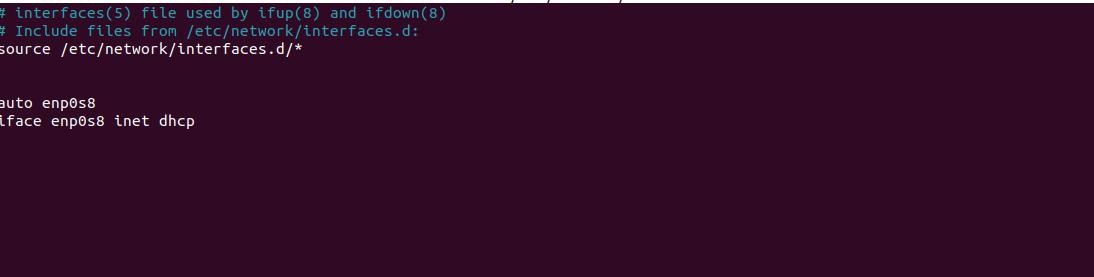 # interfaces(5) file used by ifup(8) and ifdown(8)
# Include files from /etc/network/interfaces.d:
source /etc/network/interfaces.d/*
auto enp0s8
iface enp0s8 inet dhcp